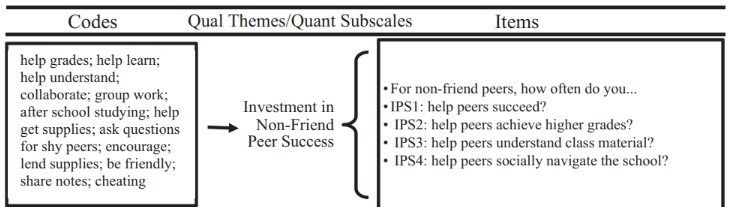 Codes Qual Themes/Quant Subscales Items
help grades; help learn;
help understand;
collaborate; group work;
after school studying; help
get supplies; ask questions
for shy peers; encourage;
lend supplies; be friendly;
share notes; cheating
Investment in
Non-Friend
Peer Success
• For non-friend peers, how often do you...
• IPS1: help peers succeed?
• IPS2: help peers achieve higher grades?
• IPS3: help peers understand class material?
• IPS4: help peers socially navigate the school?